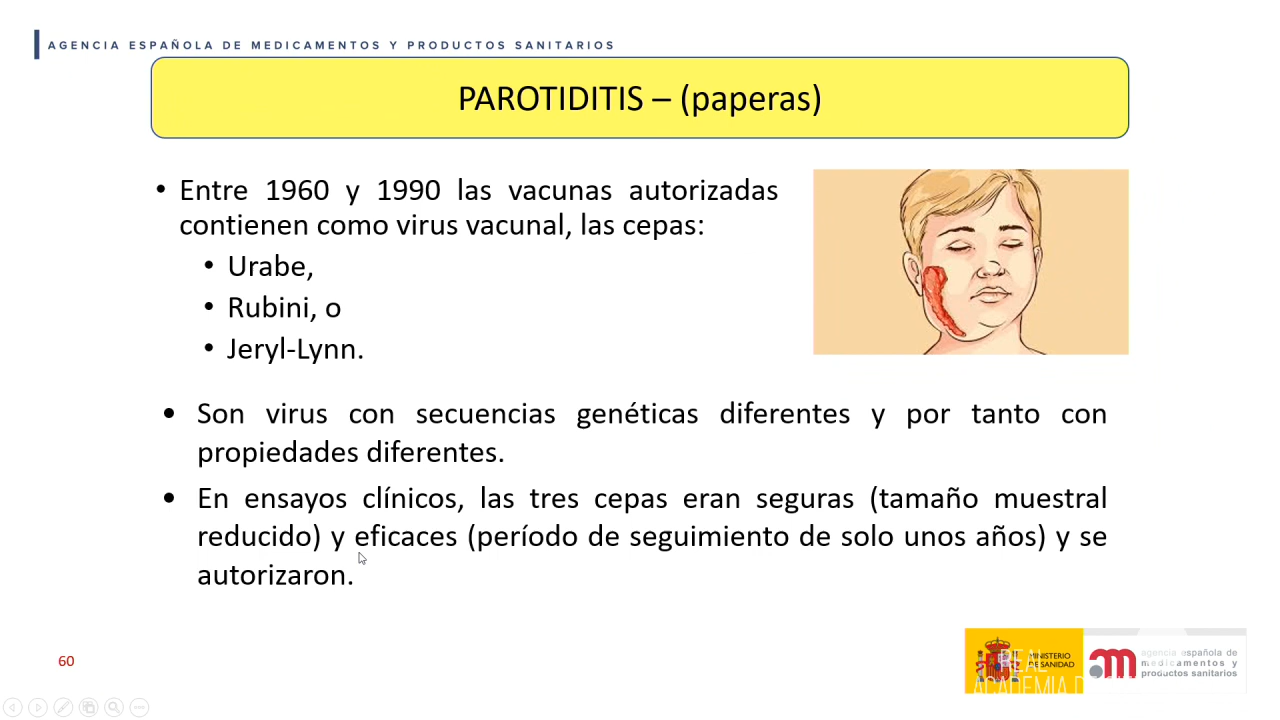 AGENCIA ESPAÑOLA DE MEDICAMENTOS Y PRODUCTOS SANITARIOS
PAROTIDITIS – (paperas)
• Entre 1960 y 1990 las vacunas autorizadas
contienen como virus vacunal, las cepas:
• Urabe,
• Rubini, o
• Jeryl-Lynn.
• Son virus con secuencias genéticas diferentes y por tanto con
propiedades diferentes.
• En ensayos clínicos, las tres cepas eran seguras (tamaño muestral
reducido) y eficaces (período de seguimiento de solo unos años) y se
autorizaron.
60
MINISTERIO
DE SANIDAD
agencia española de
medicamentos y
productos sanitarios
REAL
ACADEMIA